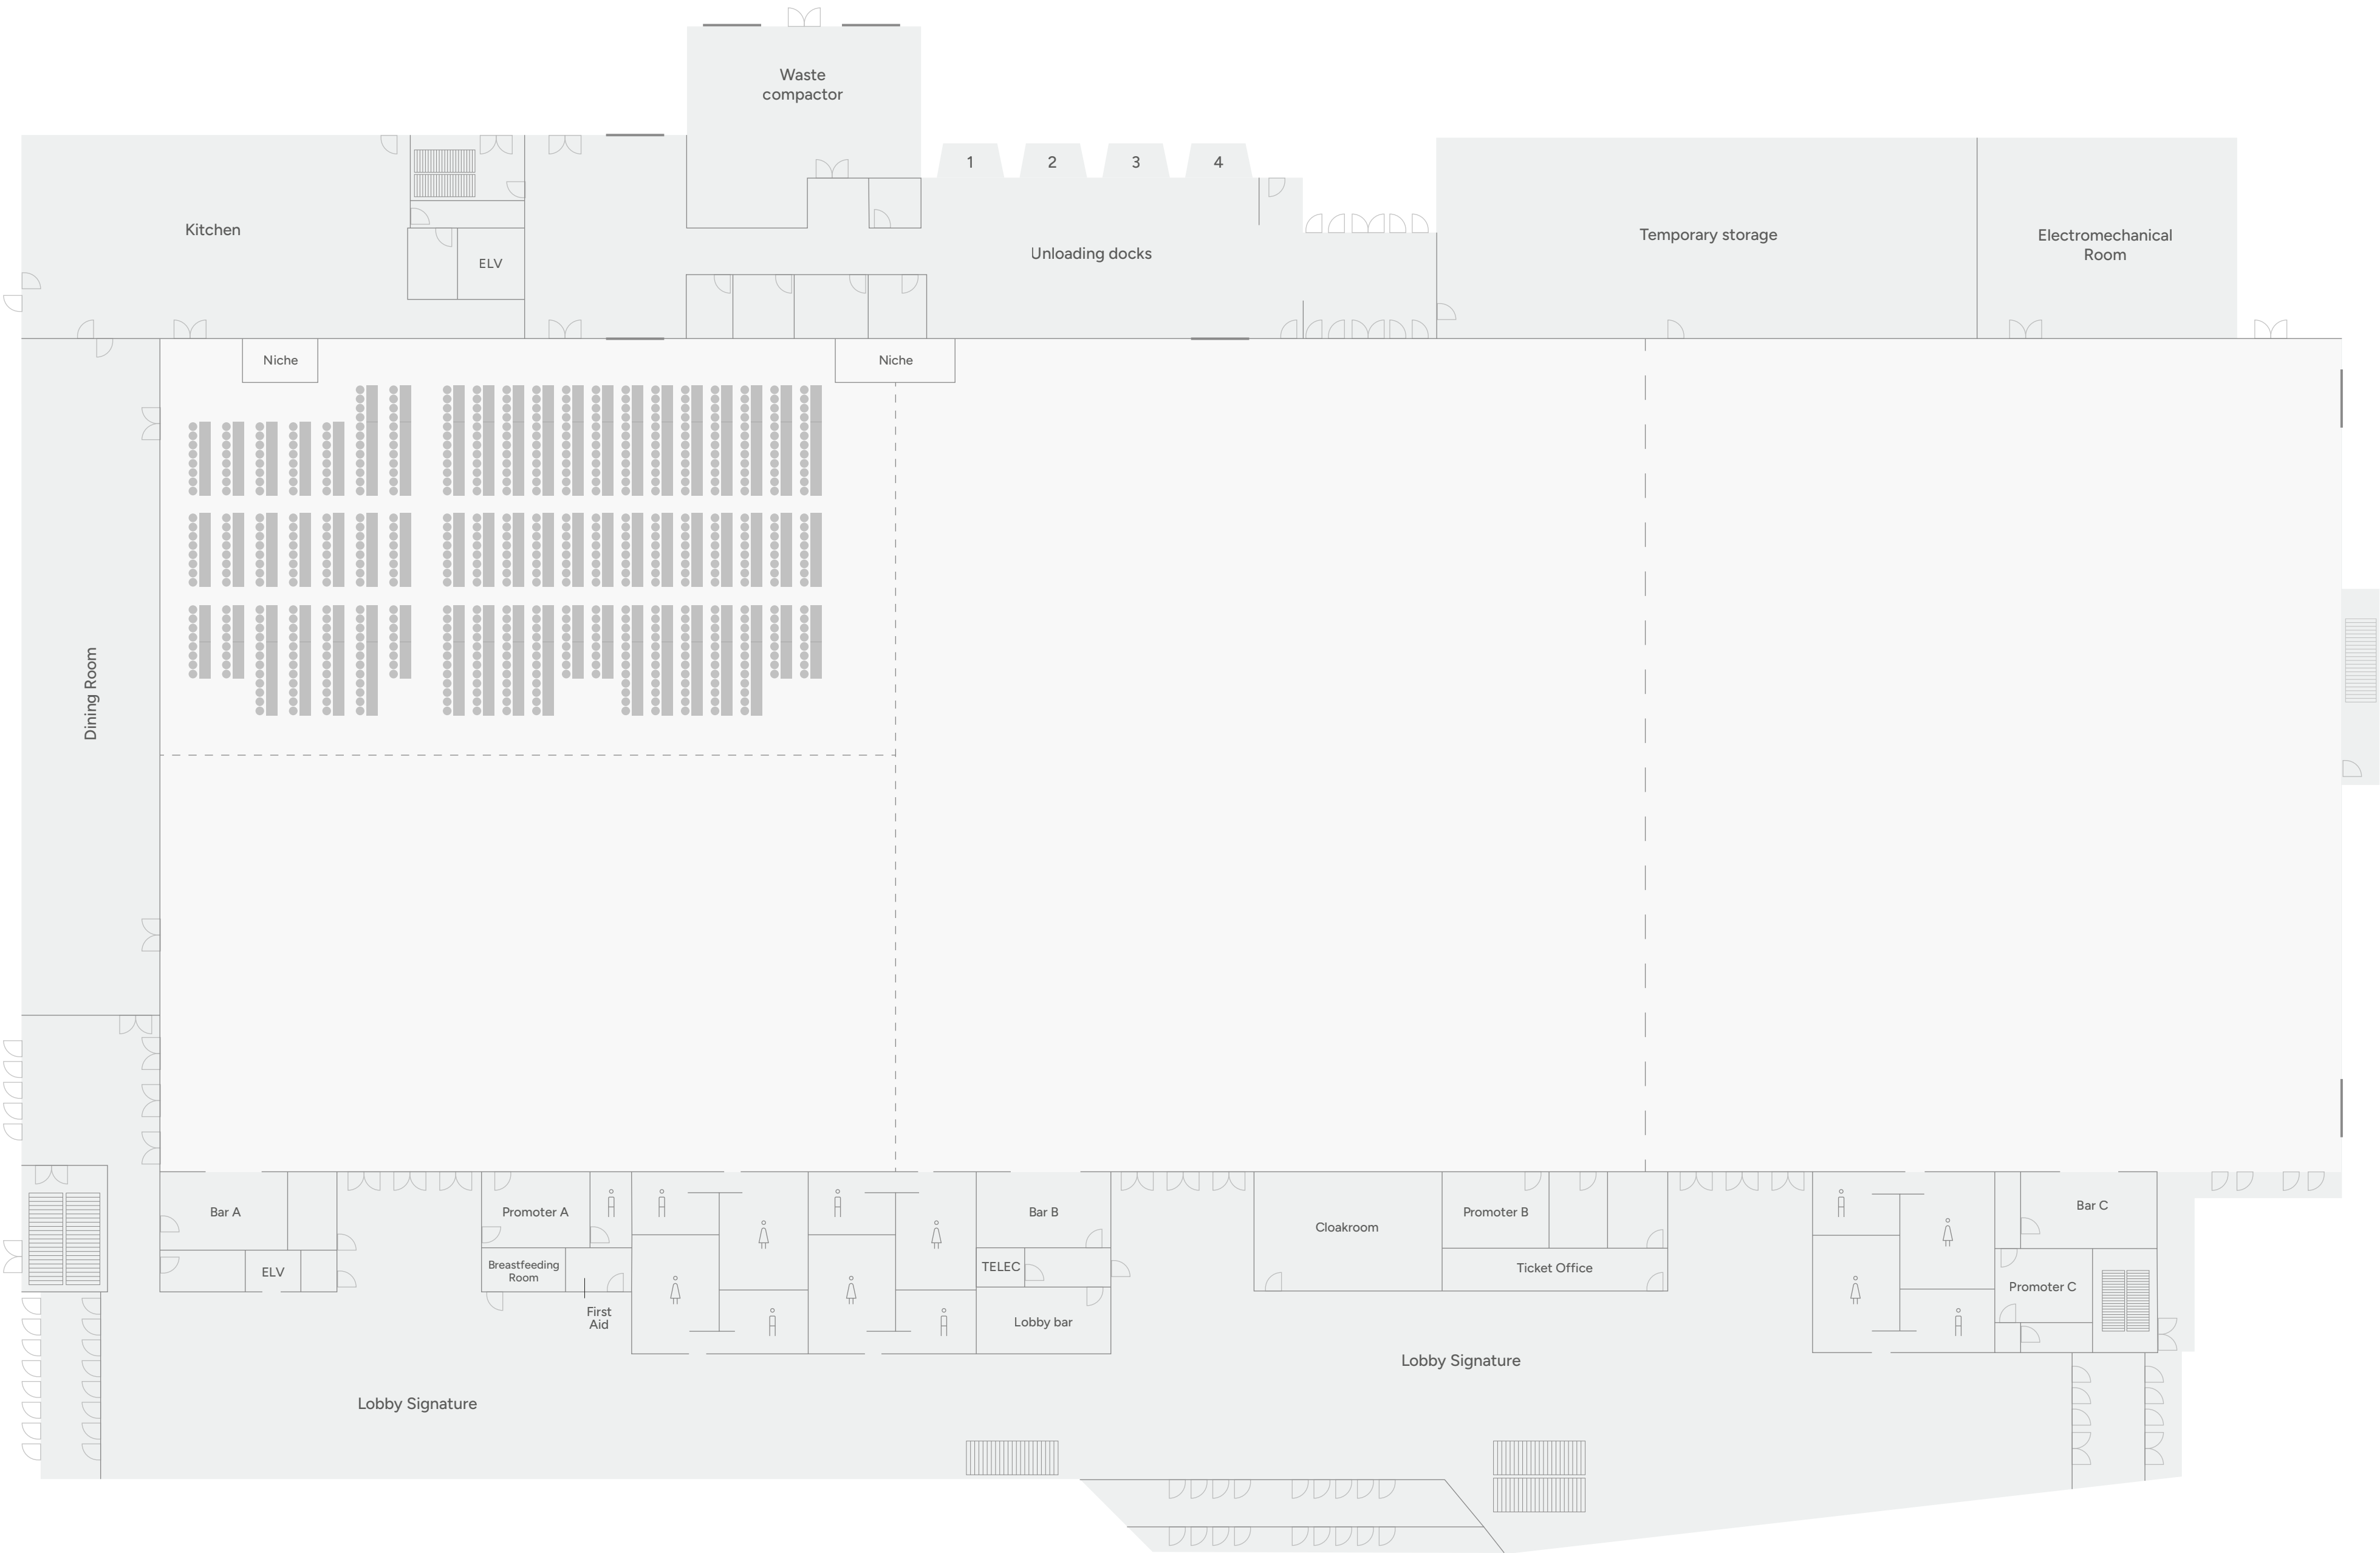 Waste
compactor
1
2
3
4
Kitchen
ELV
Unloading docks
Temporary storage
Electromechanical
Room
Niche
Niche
Dining Room
Bar A
ELV
Promoter A
Breastfeeding
Room
First
Aid
Bar B
TELEC
Lobby bar
Cloakroom
Promoter B
Ticket Office
Bar C
Promoter C
Lobby Signature
Lobby Signature